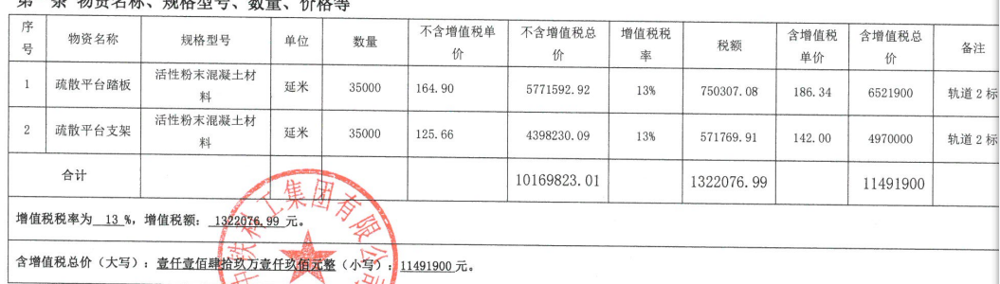 第一条 物资名称、规格型号、数量、价格等
序号 物资名称 规格型号 单位 数量 不含增值税单价 不含增值税总价 增值税税率 税额 含增值税单价 含增值税总价 备注
1 疏散平台踏板 活性粉末混凝土材料 延米 35000 164.90 5771592.92 13% 750307.08 186.34 6521900 轨道 2 标
2 疏散平台支架 活性粉末混凝土材料 延米 35000 125.66 4398230.09 13% 571769.91 142.00 4970000 轨道 2 标
合计 10169823.01 1322076.99 11491900
增值税税率为 13 %，增值税额： 1322076.99 元。
含增值税总价（大写）：壹仟壹佰肆拾玖万壹仟玖佰元整（小写）：11491900 元。
中铁科工集团有限公司